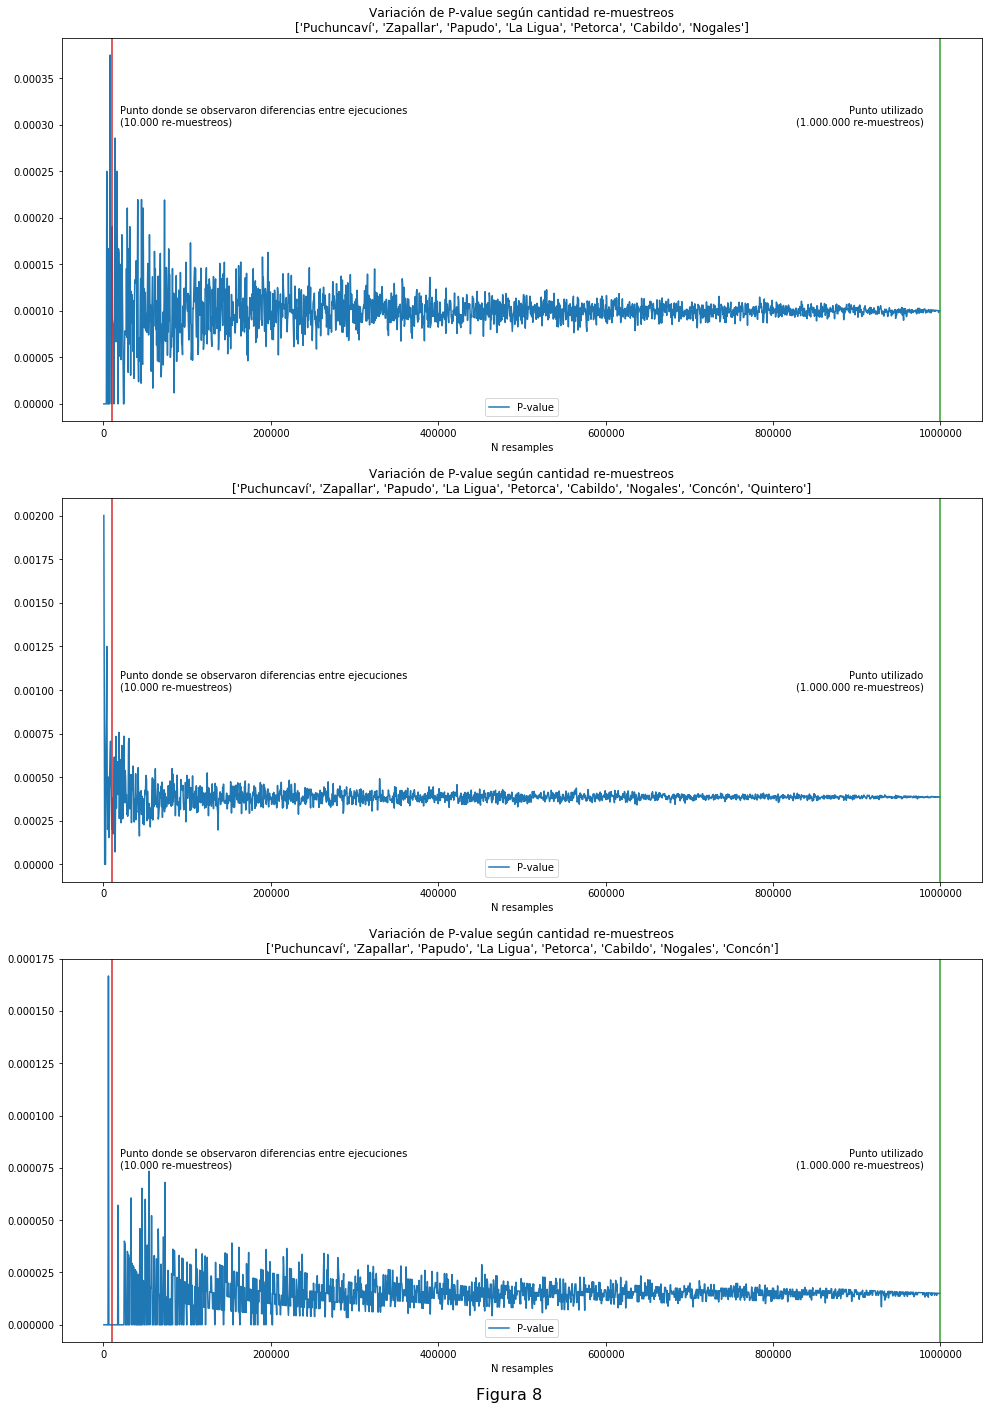 Variación de P-value según cantidad re-muestreos
['Puchuncaví', 'Zapallar', 'Papudo', 'La Ligua', 'Petorca', 'Cabildo', 'Nogales']
0.00035
0.00030
0.00025
0.00020
0.00015
0.00010
0.00005
0.00000
Punto donde se observaron diferencias entre ejecuciones
(10.000 re-muestreos)
Punto utilizado
(1.000.000 re-muestreos)
P-value
0 200000 400000 600000 800000 1000000
N resamples
Variación de P-value según cantidad re-muestreos
['Puchuncaví', 'Zapallar', 'Papudo', 'La Ligua', 'Petorca', 'Cabildo', 'Nogales', 'Concón', 'Quintero']
0.00200
0.00175
0.00150
0.00125
0.00100
0.00075
0.00050
0.00025
0.00000
Punto donde se observaron diferencias entre ejecuciones
(10.000 re-muestreos)
Punto utilizado
(1.000.000 re-muestreos)
P-value
0 200000 400000 600000 800000 1000000
N resamples
Variación de P-value según cantidad re-muestreos
['Puchuncaví', 'Zapallar', 'Papudo', 'La Ligua', 'Petorca', 'Cabildo', 'Nogales', 'Concón']
0.000175
0.000150
0.000125
0.000100
0.000075
0.000050
0.000025
0.000000
Punto donde se observaron diferencias entre ejecuciones
(10.000 re-muestreos)
Punto utilizado
(1.000.000 re-muestreos)
P-value
0 200000 400000 600000 800000 1000000
N resamples
Figura 8